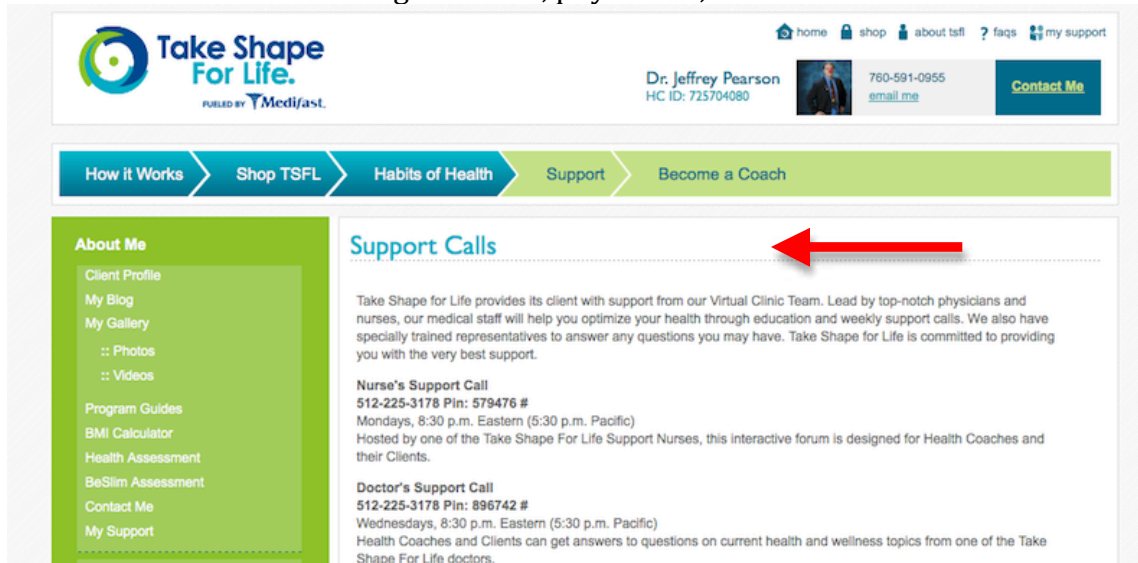 home shop about tsfl ? faqs my support
Take Shape
For Life.
FUELED BY Medifast.
Dr. Jeffrey Pearson
HC ID: 725704080
760-591-0955
email me
Contact Me
How it Works Shop TSFL Habits of Health Support Become a Coach
About Me
Client Profile
My Blog
My Gallery
:: Photos
:: Videos
Program Guides
BMI Calculator
Health Assessment
BeSlim Assessment
Contact Me
My Support
Support Calls
Take Shape for Life provides its client with support from our Virtual Clinic Team. Lead by top-notch physicians and
nurses, our medical staff will help you optimize your health through education and weekly support calls. We also have
specially trained representatives to answer any questions you may have. Take Shape for Life is committed to providing
you with the very best support.
Nurse's Support Call
512-225-3178 Pin: 579476 #
Mondays, 8:30 p.m. Eastern (5:30 p.m. Pacific)
Hosted by one of the Take Shape For Life Support Nurses, this interactive forum is designed for Health Coaches and
their Clients.
Doctor's Support Call
512-225-3178 Pin: 896742 #
Wednesdays, 8:30 p.m. Eastern (5:30 p.m. Pacific)
Health Coaches and Clients can get answers to questions on current health and wellness topics from one of the Take
Shape For Life doctors.